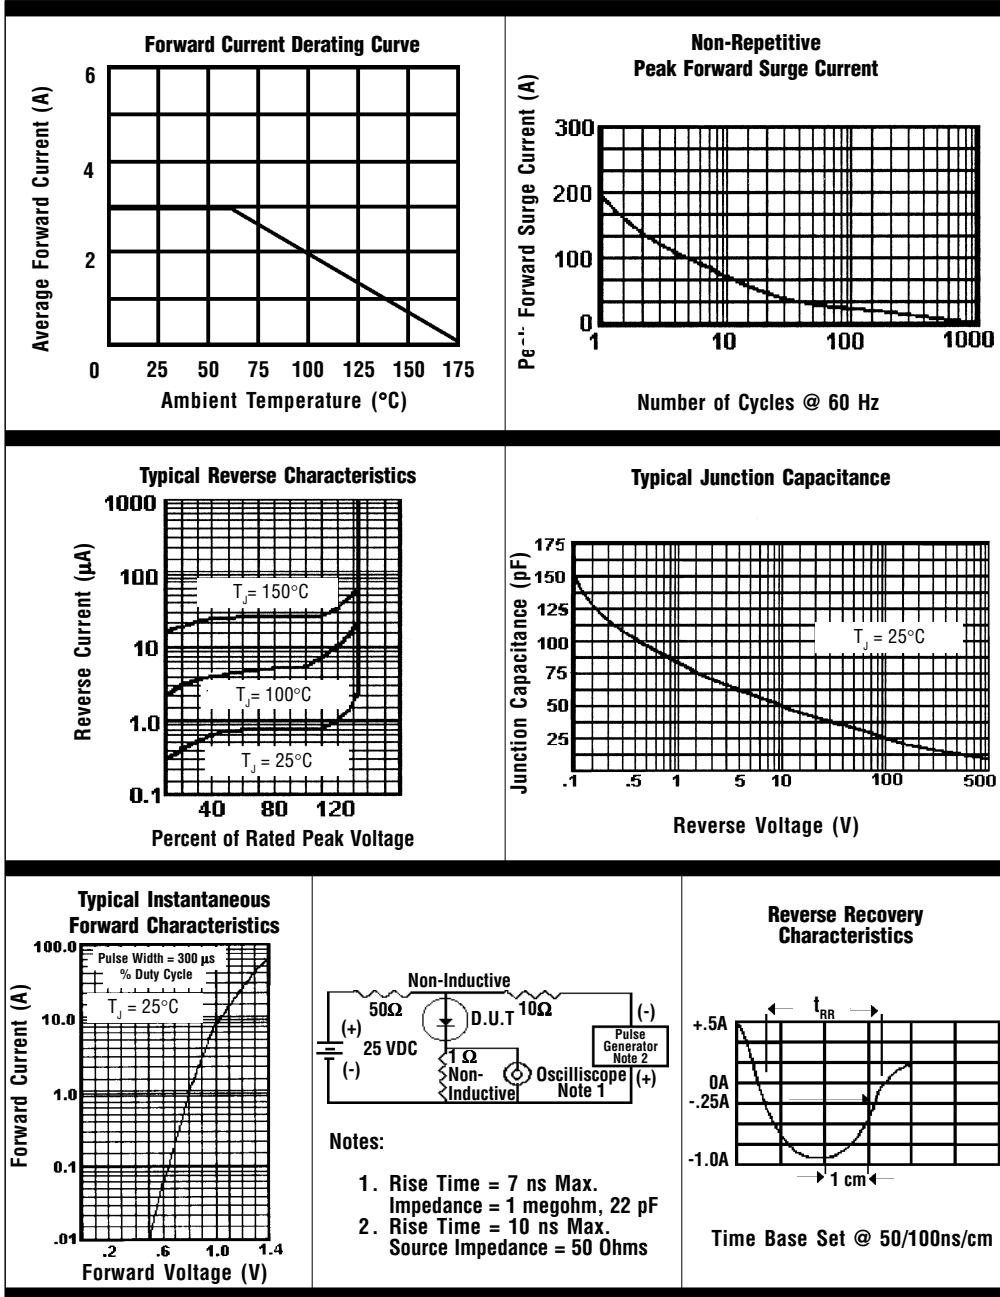 Forward Current Derating Curve
Average Forward Current (A)
6
4
2
0 25 50 75 100 125 150 175
Ambient Temperature (°C)
Non-Repetitive
Peak Forward Surge Current
Forward Surge Current (A)
300
200
100
0
1 10 100 1000
Number of Cycles @ 60 Hz
Typical Reverse Characteristics
Reverse Current (µA)
1000
100
10
1.0
0.1
TJ= 150°C
TJ= 100°C
TJ = 25°C
40 80 120
Percent of Rated Peak Voltage
Typical Junction Capacitance
Junction Capacitance (pF)
175
150
125
100
75
50
25
TJ = 25°C
.1 .5 1 5 10 100 500
Reverse Voltage (V)
Typical Instantaneous
Forward Characteristics
Forward Current (A)
100.0
10.0
1.0
0.1
.01
Pulse Width = 300 µs
% Duty Cycle
TJ = 25°C
.2 .6 1.0 1.4
Forward Voltage (V)
Non-Inductive
50Ω 10Ω
(+)
25 VDC
(-)
D.U.T
1 Ω
Non-
Inductive
Oscilliscope
Note 1
(-)
Pulse
Generator
Note 2
(+)
Notes:
1. Rise Time = 7 ns Max.
Impedance = 1 megohm, 22 pF
2. Rise Time = 10 ns Max.
Source Impedance = 50 Ohms
Reverse Recovery
Characteristics
tRR
+.5A
0A
-.25A
-1.0A
1 cm
Time Base Set @ 50/100ns/cm